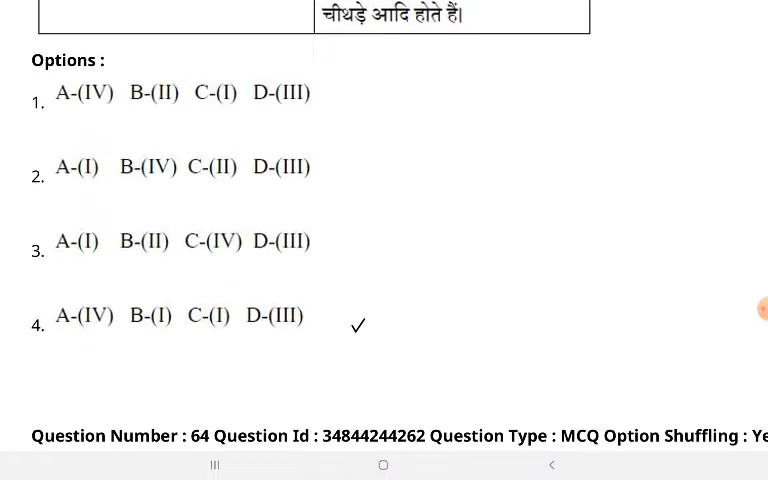 चीथड़े आदि होते हैं।
Options :
1. A-(IV) B-(II) C-(I) D-(III)
2. A-(I) B-(IV) C-(II) D-(III)
3. A-(I) B-(II) C-(IV) D-(III)
4. A-(IV) B-(I) C-(I) D-(III)
Question Number : 64 Question Id : 34844244262 Question Type : MCQ Option Shuffling : Ye